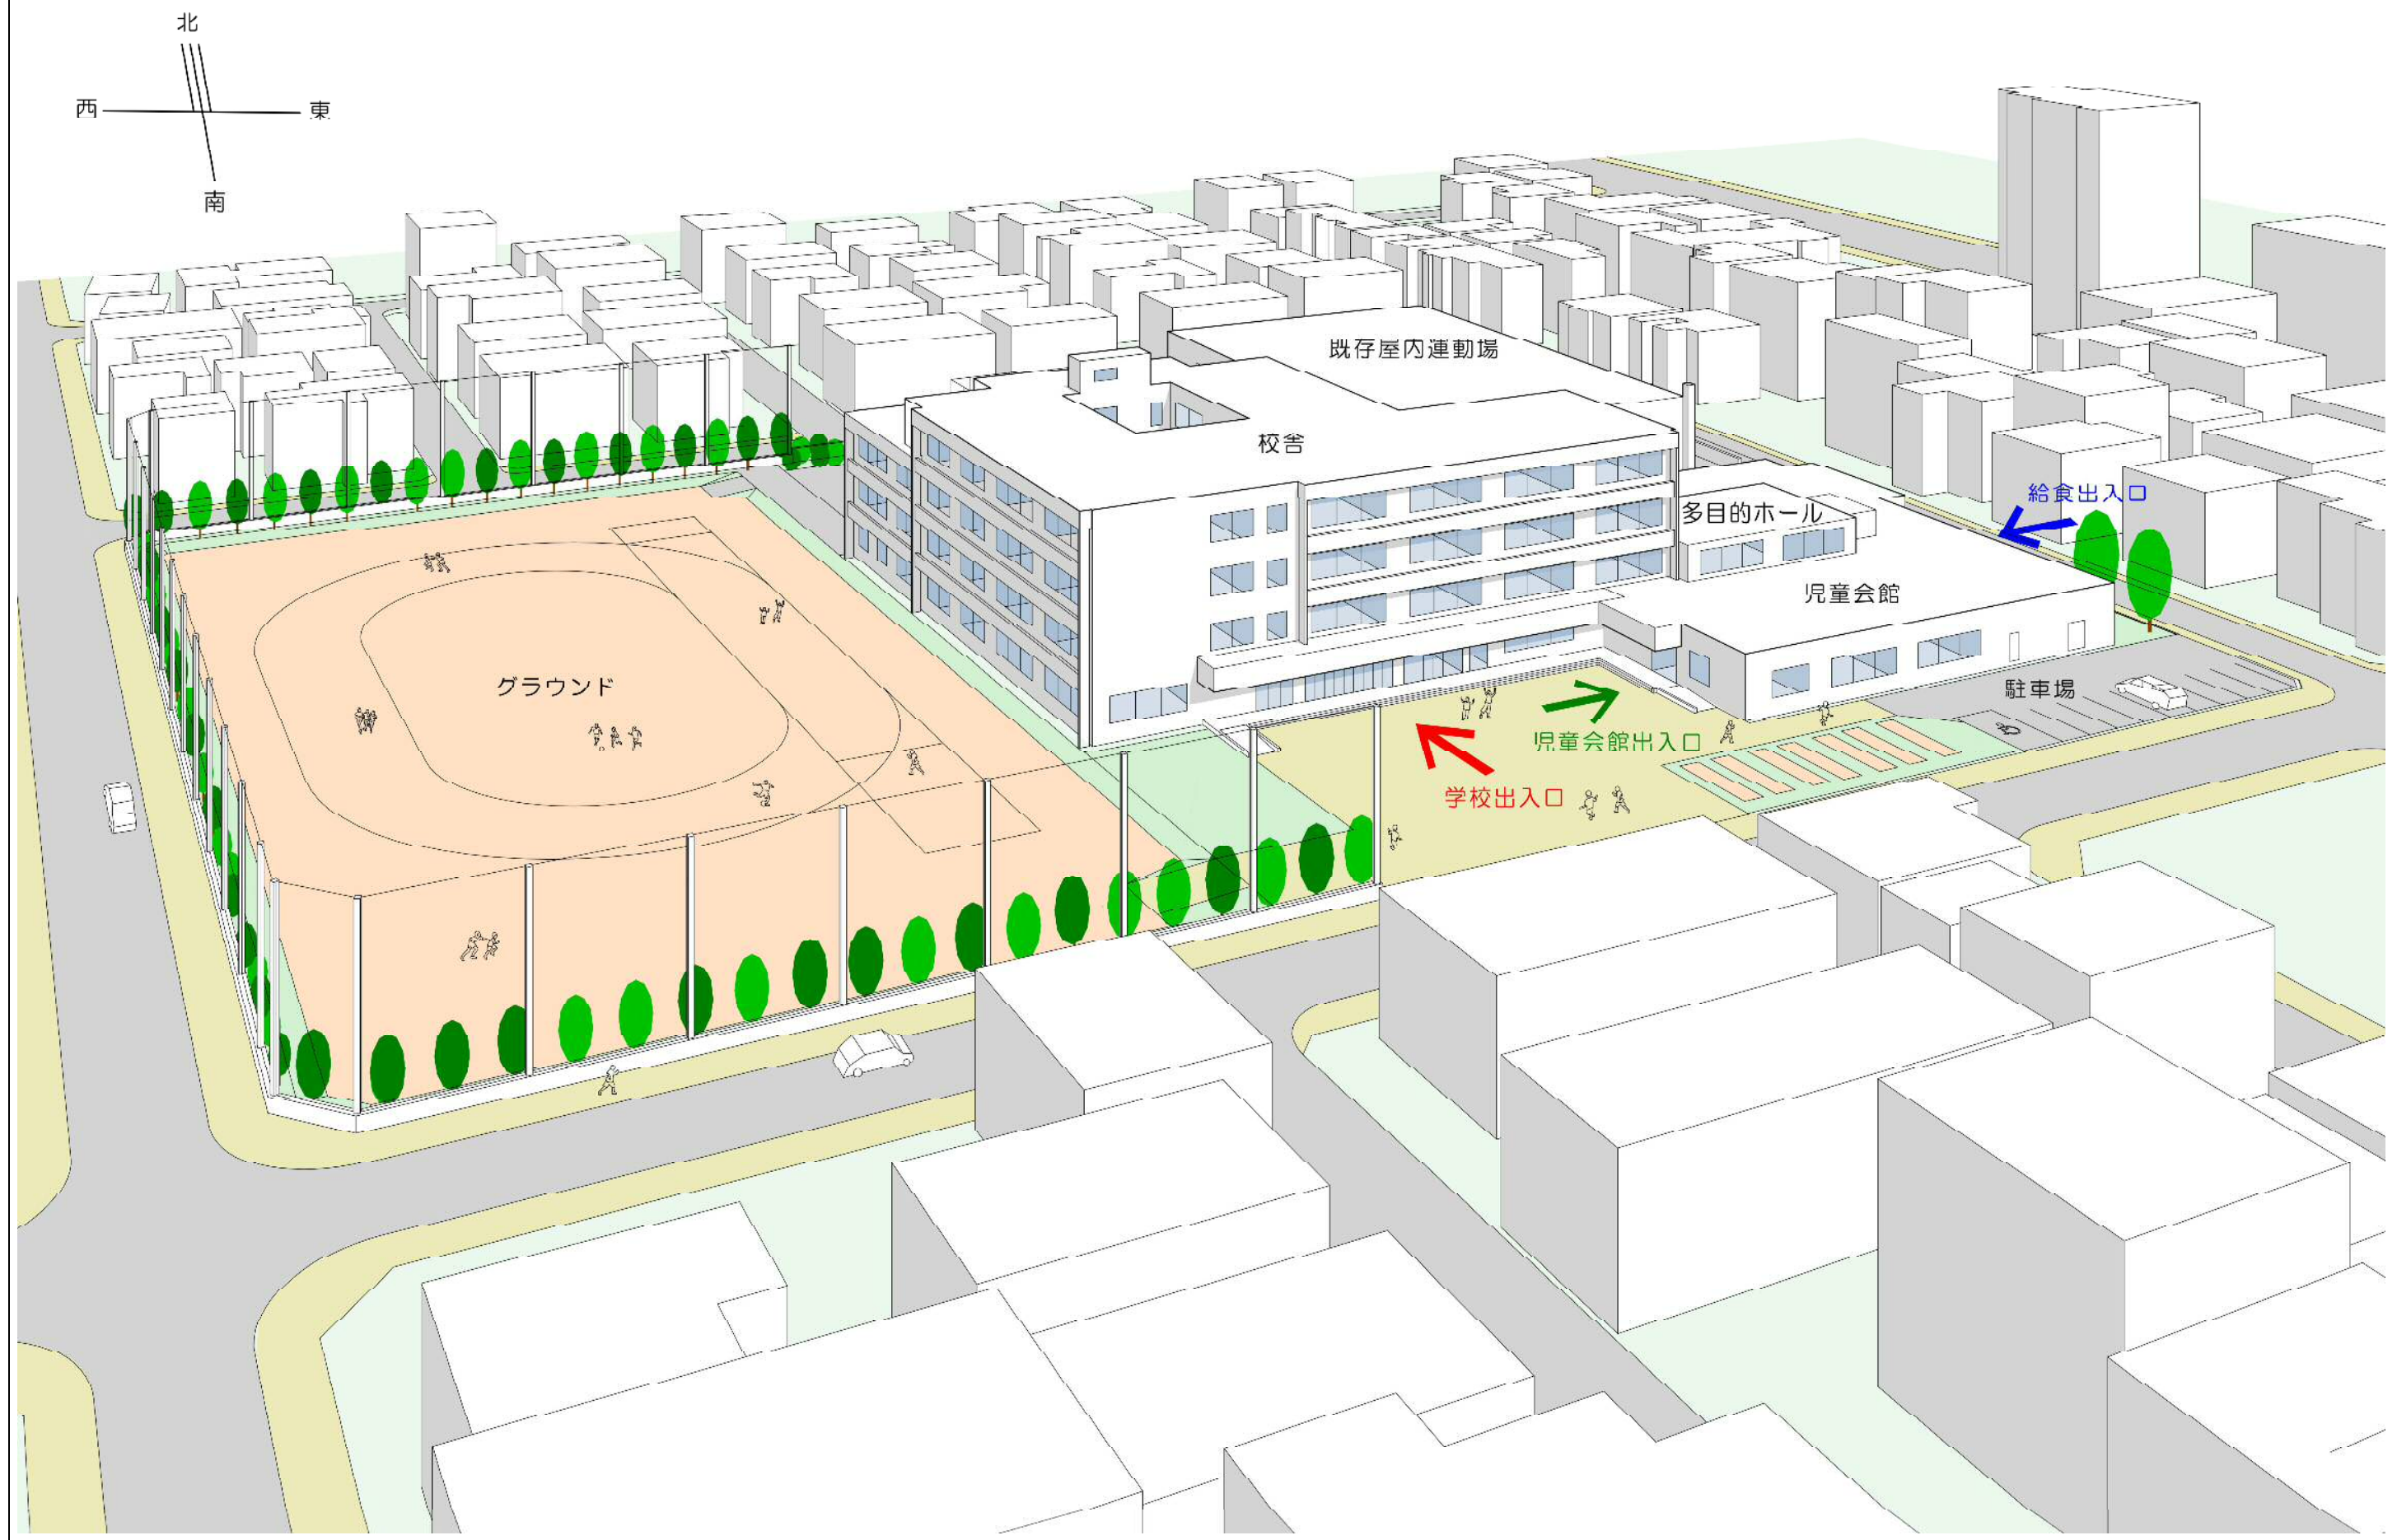 北
西
東
南
既存屋内運動場
校舎
給食出入口
多目的ホール
児童会館
グラウンド
駐車場
児童会館出入口
学校出入口